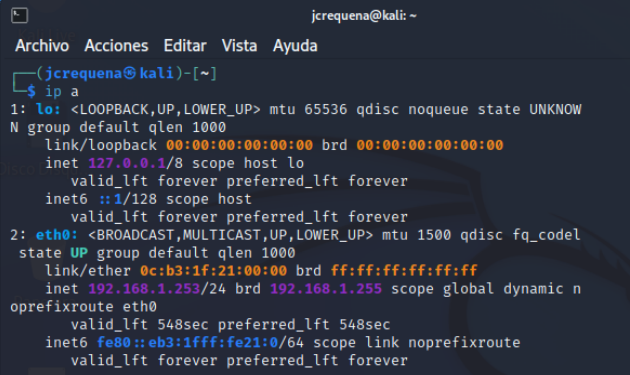 jcrequena@kali: ~
Archivo Acciones Editar Vista Ayuda
┌──(jcrequena㉿kali)-[~]
└─$ ip a
1: lo: <LOOPBACK,UP,LOWER_UP> mtu 65536 qdisc noqueue state UNKNOW
N group default qlen 1000
link/loopback 00:00:00:00:00:00 brd 00:00:00:00:00:00
inet 127.0.0.1/8 scope host lo
valid_lft forever preferred_lft forever
inet6 ::1/128 scope host
valid_lft forever preferred_lft forever
2: eth0: <BROADCAST,MULTICAST,UP,LOWER_UP> mtu 1500 qdisc fq_codel
state UP group default qlen 1000
link/ether 0c:b3:1f:21:00:00 brd ff:ff:ff:ff:ff:ff
inet 192.168.1.253/24 brd 192.168.1.255 scope global dynamic n
oprefixroute eth0
valid_lft 548sec preferred_lft 548sec
inet6 fe80::eb3:1fff:fe21:0/64 scope link noprefixroute
valid_lft forever preferred_lft forever